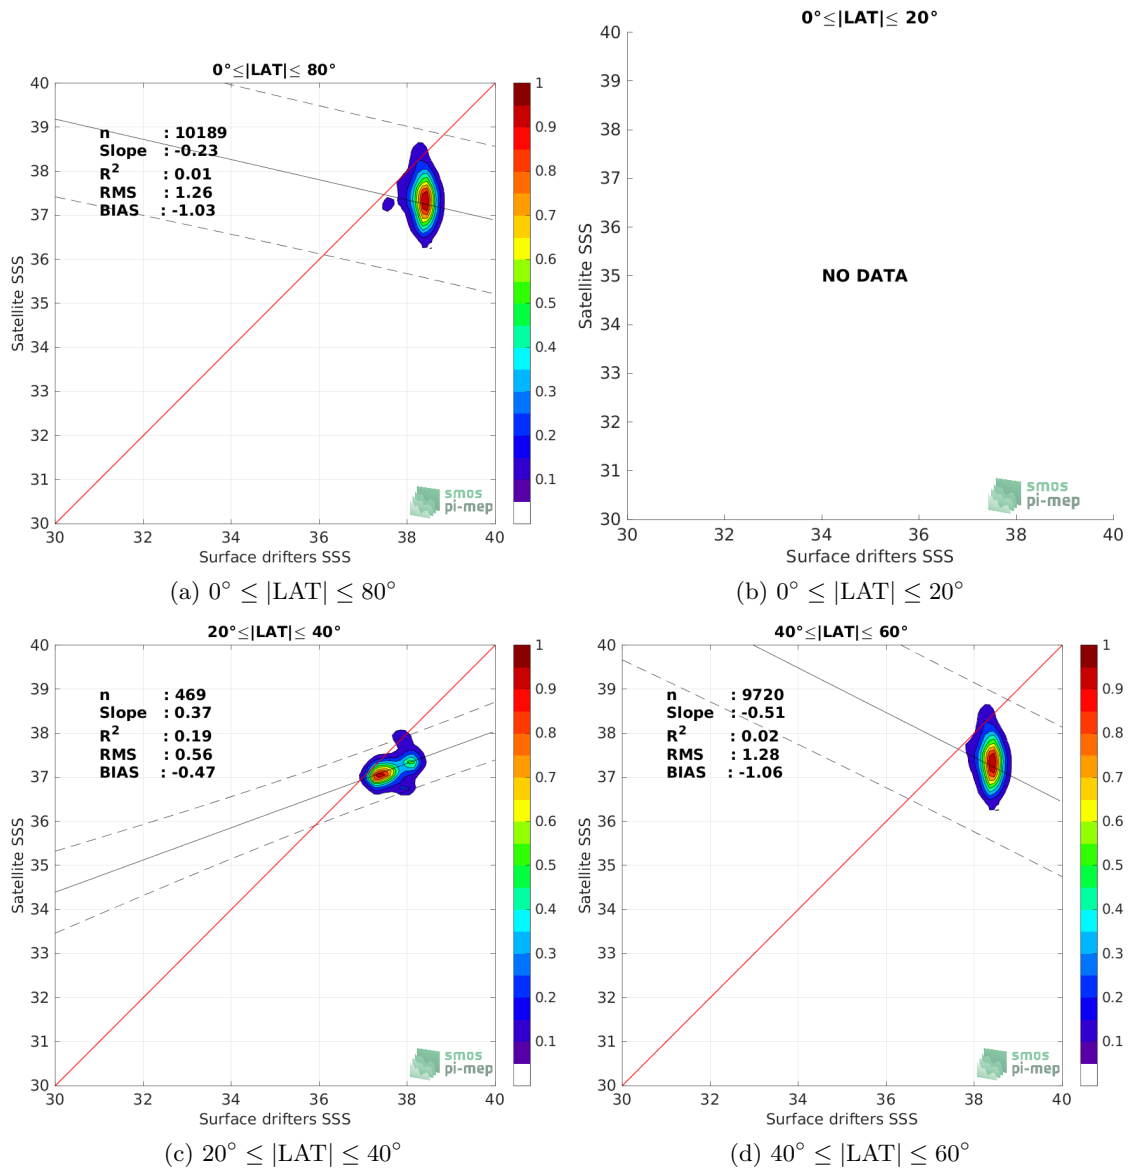 0°≤|LAT|≤ 80°
40
39
38
37
36
35
34
33
32
31
30
Satellite SSS
n : 10189
Slope : -0.23
R² : 0.01
RMS : 1.26
BIAS : -1.03
1
0.9
0.8
0.7
0.6
0.5
0.4
0.3
0.2
0.1
smos
pi-mep
30 32 34 36 38 40
Surface drifters SSS
(a) 0° ≤ |LAT| ≤ 80°
0°≤|LAT|≤ 20°
40
39
38
37
36
35
34
33
32
31
30
Satellite SSS
NO DATA
smos
pi-mep
30 32 34 36 38 40
Surface drifters SSS
(b) 0° ≤ |LAT| ≤ 20°
20°≤|LAT|≤ 40°
40
39
38
37
36
35
34
33
32
31
30
Satellite SSS
n : 469
Slope : 0.37
R² : 0.19
RMS : 0.56
BIAS : -0.47
1
0.9
0.8
0.7
0.6
0.5
0.4
0.3
0.2
0.1
smos
pi-mep
30 32 34 36 38 40
Surface drifters SSS
(c) 20° ≤ |LAT| ≤ 40°
40°≤|LAT|≤ 60°
40
39
38
37
36
35
34
33
32
31
30
Satellite SSS
n : 9720
Slope : -0.51
R² : 0.02
RMS : 1.28
BIAS : -1.06
1
0.9
0.8
0.7
0.6
0.5
0.4
0.3
0.2
0.1
smos
pi-mep
30 32 34 36 38 40
Surface drifters SSS
(d) 40° ≤ |LAT| ≤ 60°